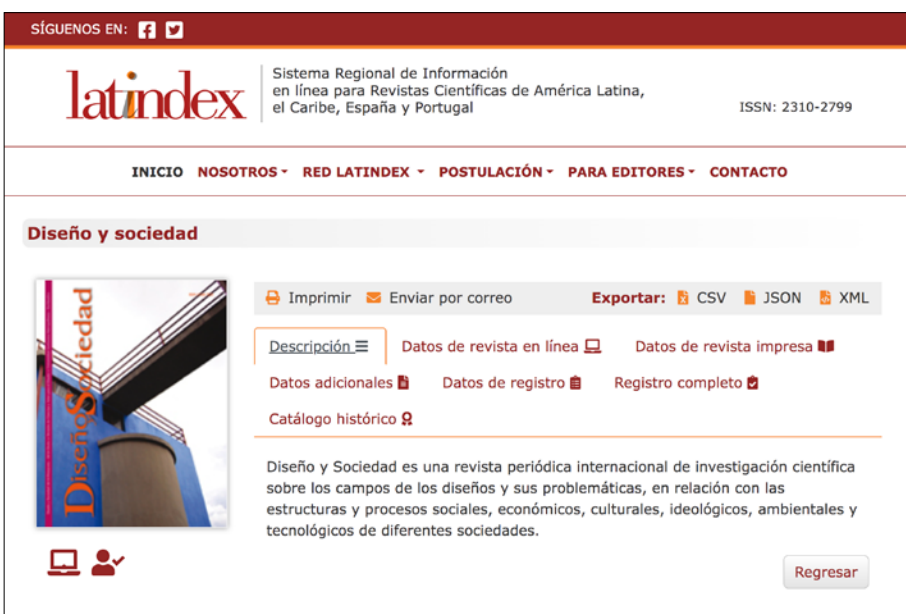 SÍGUENOS EN:
latindex
Sistema Regional de Información
en línea para Revistas Científicas de América Latina,
el Caribe, España y Portugal
ISSN: 2310-2799
INICIO NOSOTROS RED LATINDEX POSTULACIÓN PARA EDITORES CONTACTO
Diseño y sociedad
DiseñoSociedad
Imprimir Enviar por correo Exportar: CSV JSON XML
Descripción Datos de revista en línea Datos de revista impresa
Datos adicionales Datos de registro Registro completo
Catálogo histórico
Diseño y Sociedad es una revista periódica internacional de investigación científica
sobre los campos de los diseños y sus problemáticas, en relación con las
estructuras y procesos sociales, económicos, culturales, ideológicos, ambientales y
tecnológicos de diferentes sociedades.
Regresar